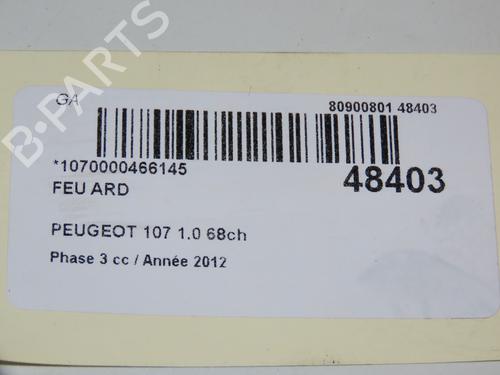 GA
80900801 48403
*1070000466145
48403
FEU ARD
PEUGEOT 107 1.0 68ch
Phase 3 cc / Année 2012
B-PARTS